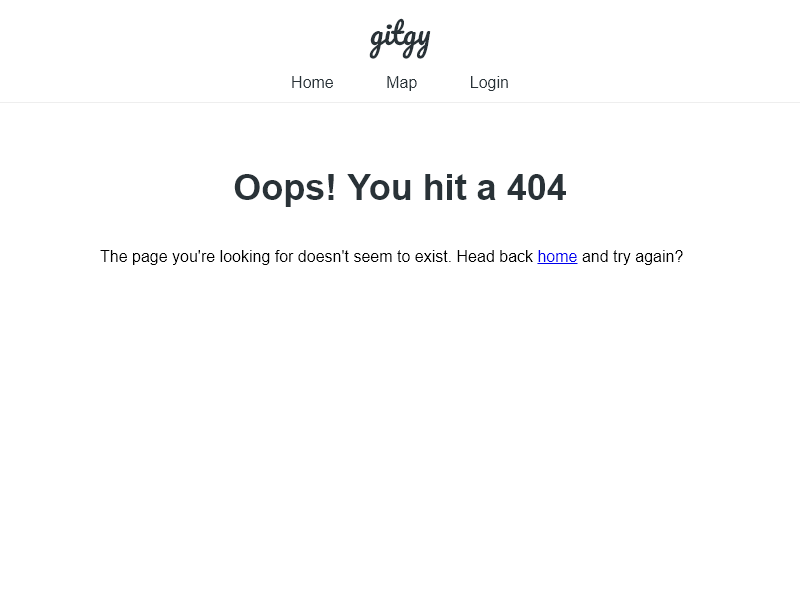 gitgy
Home Map Login
Oops! You hit a 404
The page you're looking for doesn't seem to exist. Head back home and try again?